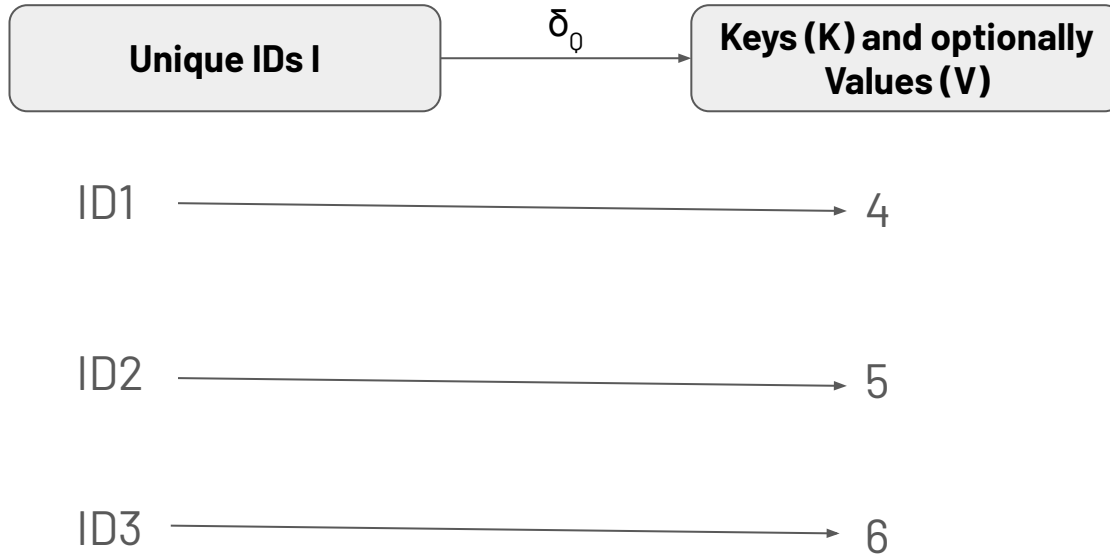 Unique IDs I
δ₀
Keys (K) and optionally
Values (V)
ID1
4
ID2
5
ID3
6